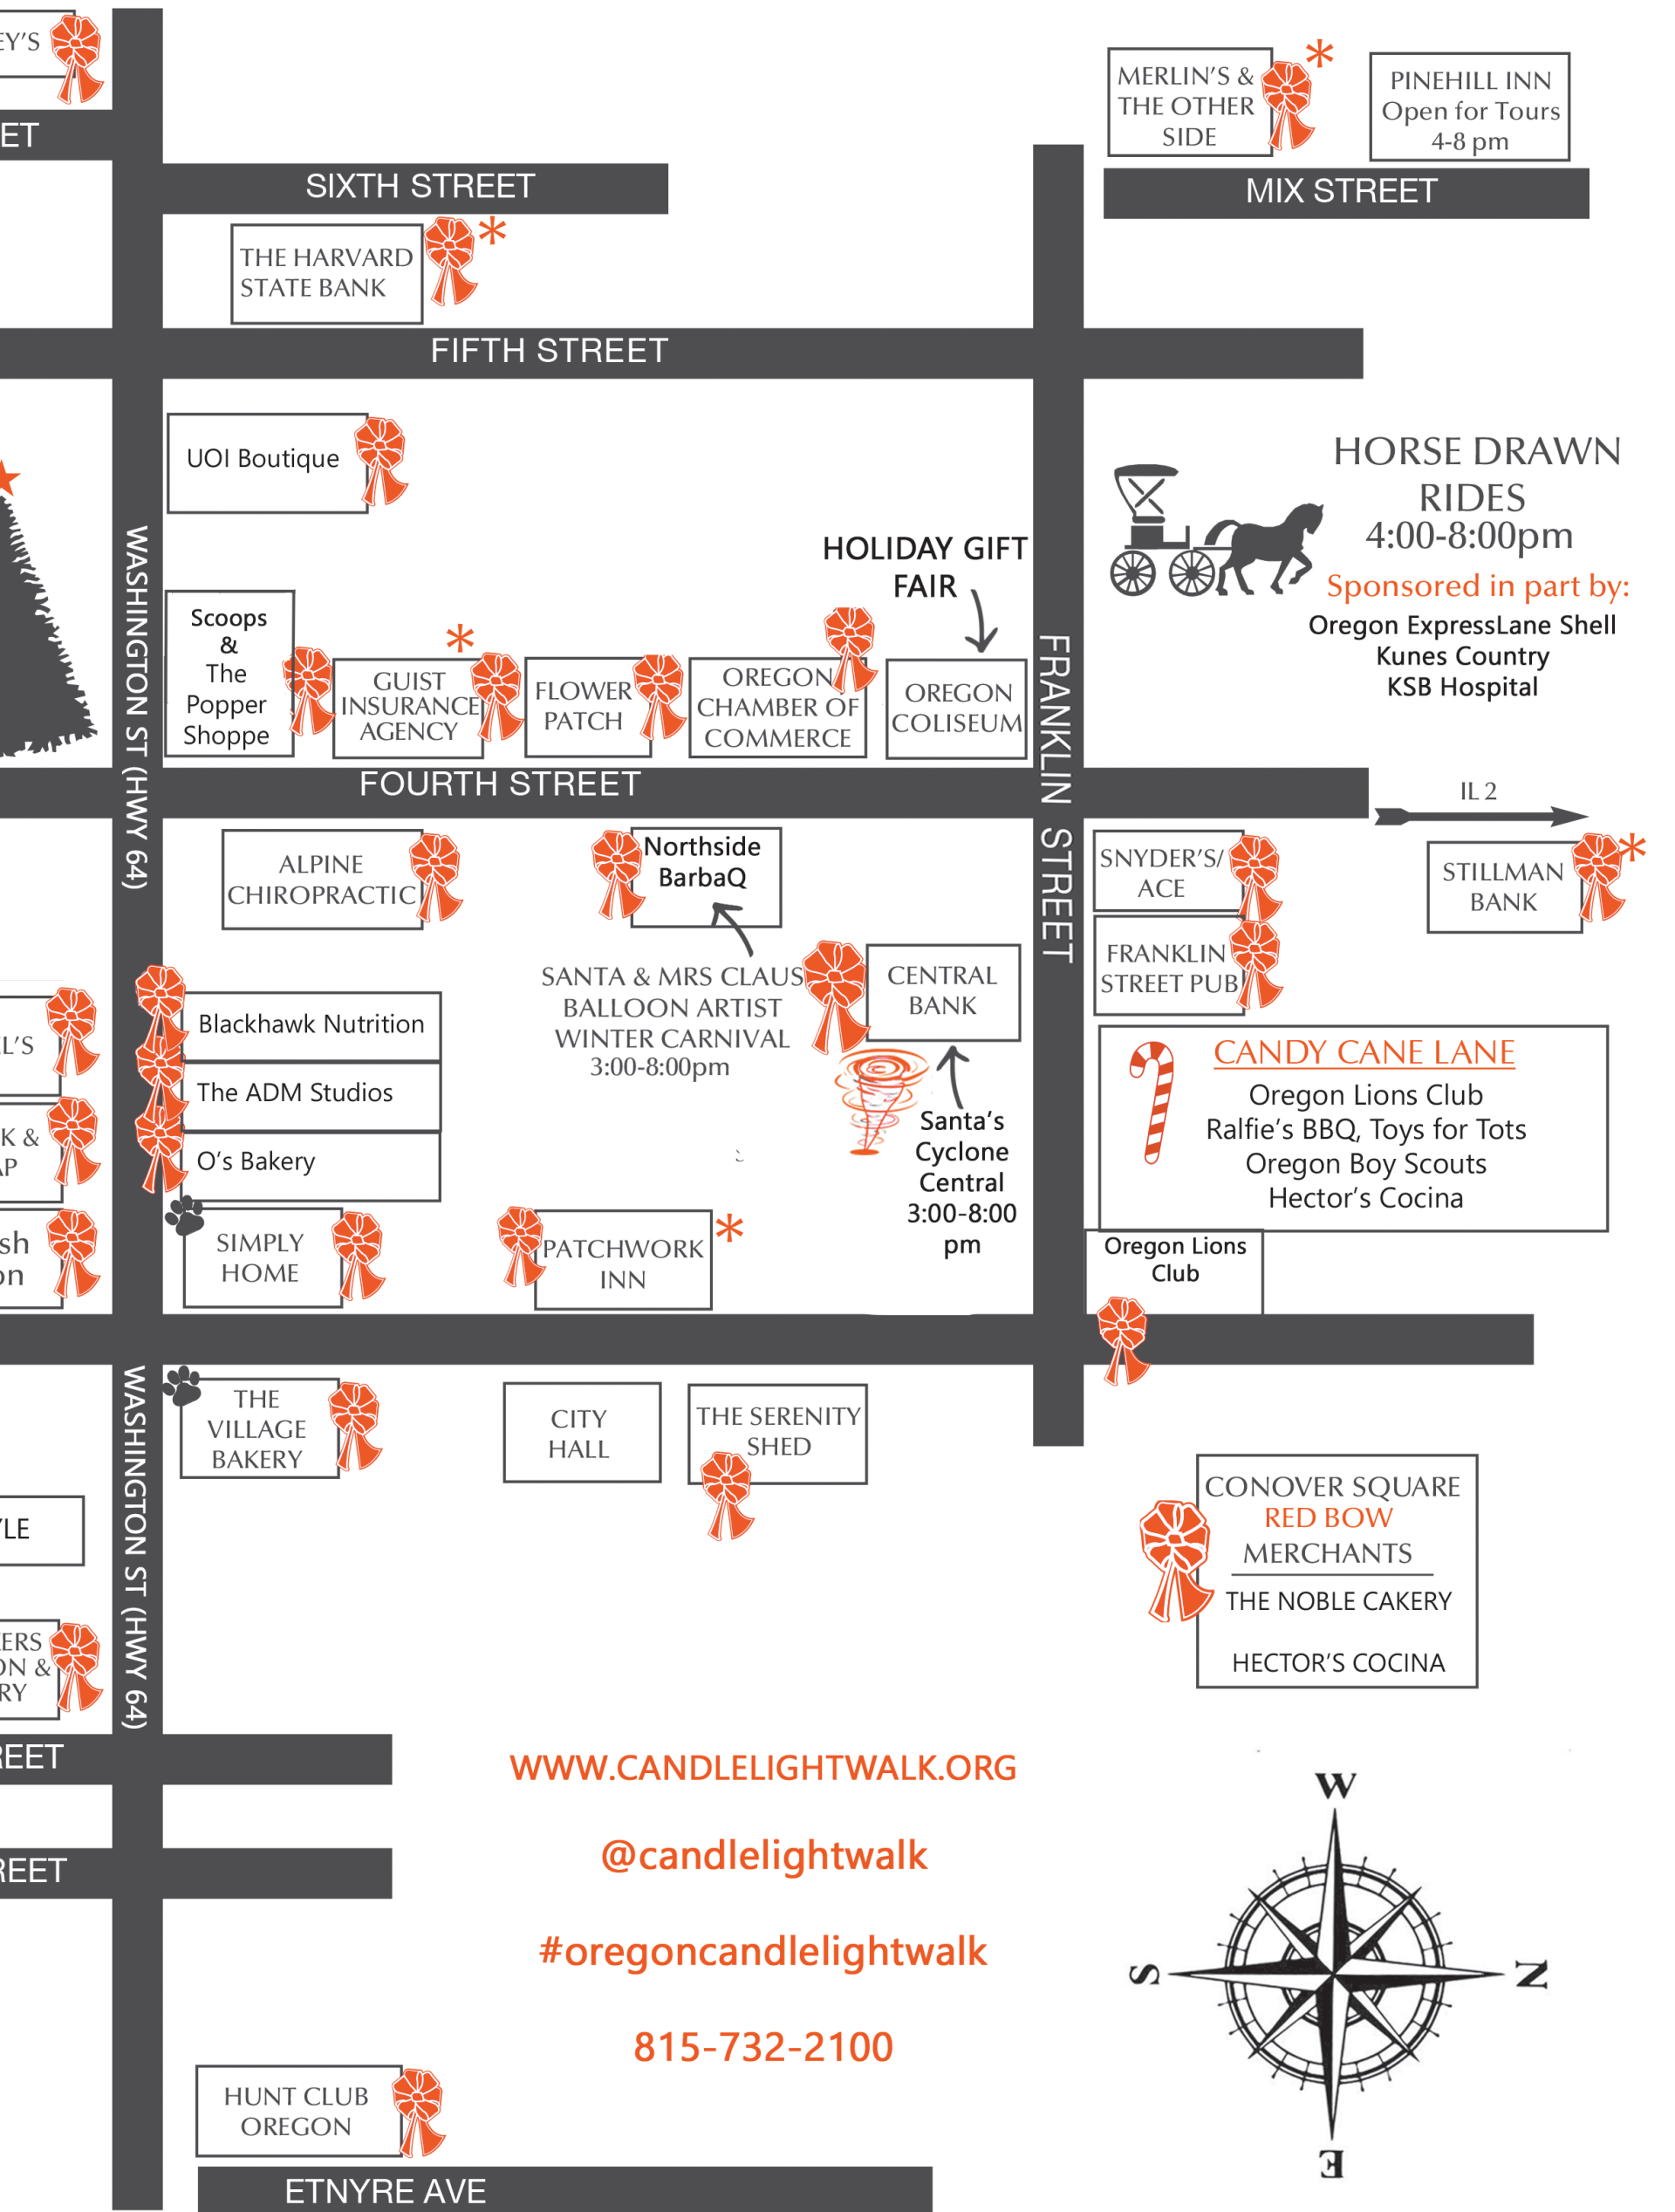 EY'S
ET
SIXTH STREET
MERLIN'S &
THE OTHER
SIDE
*
PINEHILL INN
Open for Tours
4-8 pm
MIX STREET
THE HARVARD
STATE BANK
*
FIFTH STREET
UOI Boutique
WASHINGTON ST (HWY 64)
HOLIDAY GIFT
FAIR
HORSE DRAWN
RIDES
4:00-8:00pm
Sponsored in part by:
Oregon ExpressLane Shell
Kunes Country
KSB Hospital
Scoops
&
The
Popper
Shoppe
*
GUIST
INSURANCE
AGENCY
FLOWER
PATCH
OREGON
CHAMBER OF
COMMERCE
OREGON
COLISEUM
FRANKLIN STREET
FOURTH STREET
IL 2
ALPINE
CHIROPRACTIC
Northside
BarbaQ
SNYDER'S/
ACE
STILLMAN
BANK
*
FRANKLIN
STREET PUB
SANTA & MRS CLAUS
BALLOON ARTIST
WINTER CARNIVAL
3:00-8:00pm
CENTRAL
BANK
Santa's
Cyclone
Central
3:00-8:00
pm
L'S
Blackhawk Nutrition
The ADM Studios
O's Bakery
CANDY CANE LANE
Oregon Lions Club
Ralfie's BBQ, Toys for Tots
Oregon Boy Scouts
Hector's Cocina
K &
AP
sh
on
SIMPLY
HOME
PATCHWORK
INN
*
Oregon Lions
Club
WASHINGTON ST (HWY 64)
THE
VILLAGE
BAKERY
CITY
HALL
THE SERENITY
SHED
YLE
CONOVER SQUARE
RED BOW
MERCHANTS
THE NOBLE CAKERY
HECTOR'S COCINA
KERS
ON &
RY
REET
WWW.CANDLELIGHTWALK.ORG
@candlelightwalk
REET
#oregoncandlelightwalk
815-732-2100
W
S
N
E
HUNT CLUB
OREGON
ETNYRE AVE